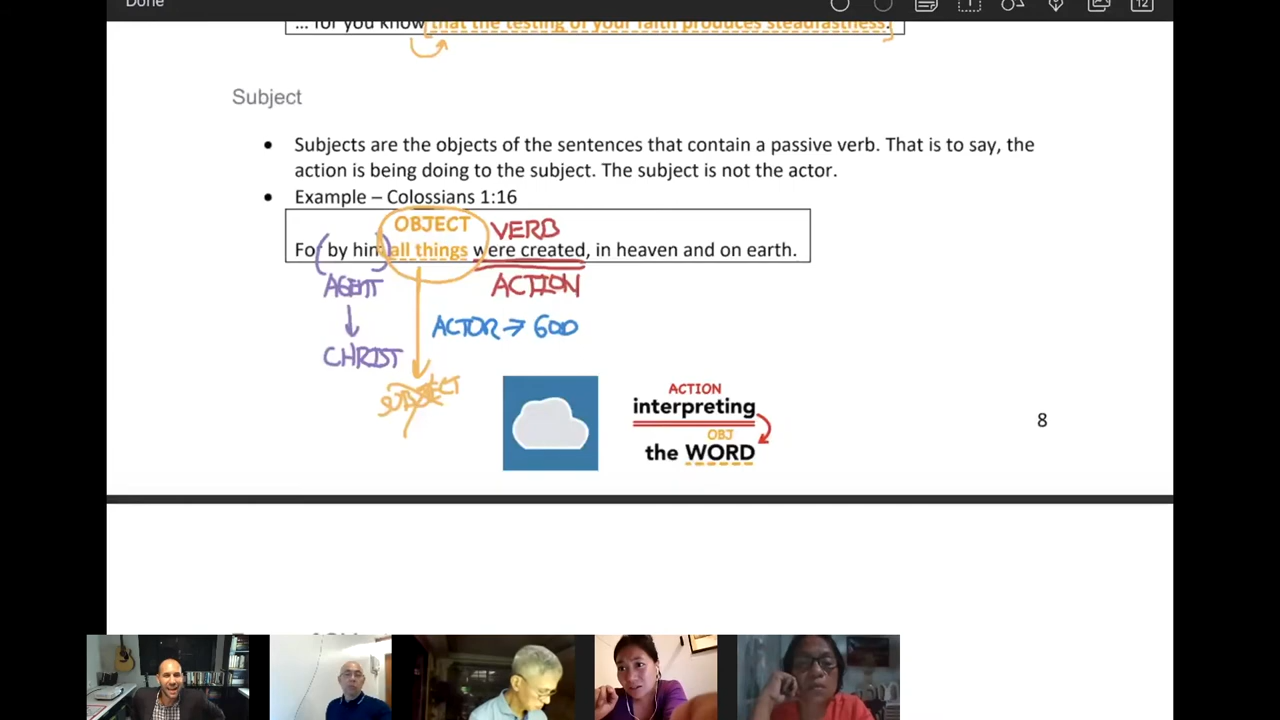 Done
12
... for you know that the testing of your faith produces steadfastness.
Subject
Subjects are the objects of the sentences that contain a passive verb. That is to say, the
action is being doing to the subject. The subject is not the actor.
Example – Colossians 1:16
OBJECT VERB
For by him all things were created, in heaven and on earth.
AGENT ACTION
ACTOR → GOD
CHRIST
SUBJECT
ACTION
interpreting
OBJ
the WORD
8